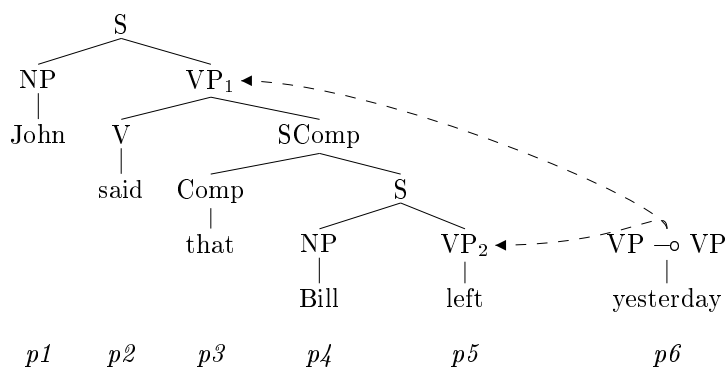 S
NP VP₁
John V SComp
said Comp S
that NP VP₂ VP ⊸ VP
Bill left yesterday
p1 p2 p3 p4 p5 p6